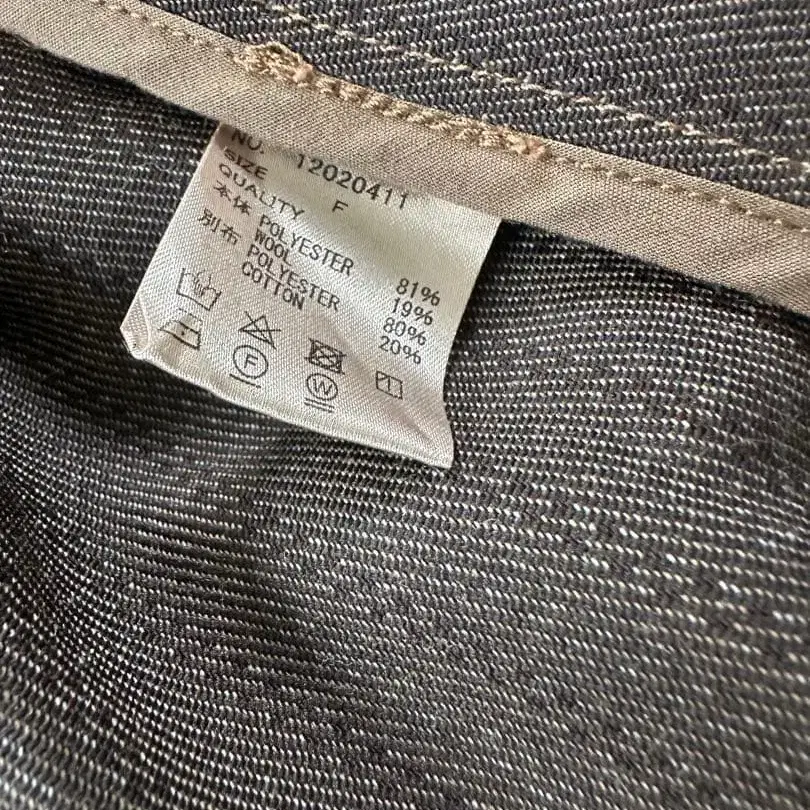 NO. 12020411
SIZE F
QUALITY
本体 POLYESTER 81%
WOOL 19%
別布 POLYESTER 80%
COTTON 20%
F
W